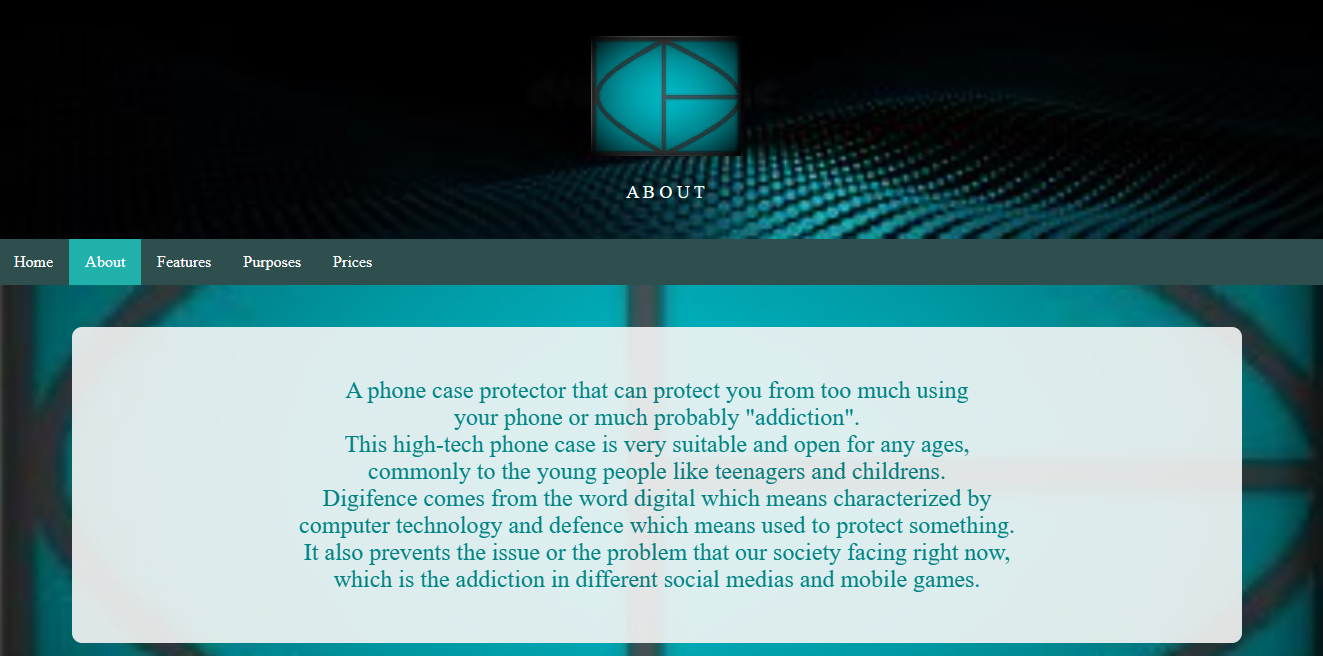 ABOUT
Home About Features Purposes Prices
A phone case protector that can protect you from too much using
your phone or much probably "addiction".
This high-tech phone case is very suitable and open for any ages,
commonly to the young people like teenagers and childrens.
Digifence comes from the word digital which means characterized by
computer technology and defence which means used to protect something.
It also prevents the issue or the problem that our society facing right now,
which is the addiction in different social medias and mobile games.